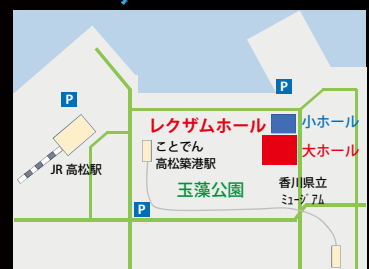 P
P
レクザムホール
小ホール
大ホール
ことでん
高松築港駅
JR 高松駅
玉藻公園
香川県立
ﾐｭｰｼﾞｱﾑ
P